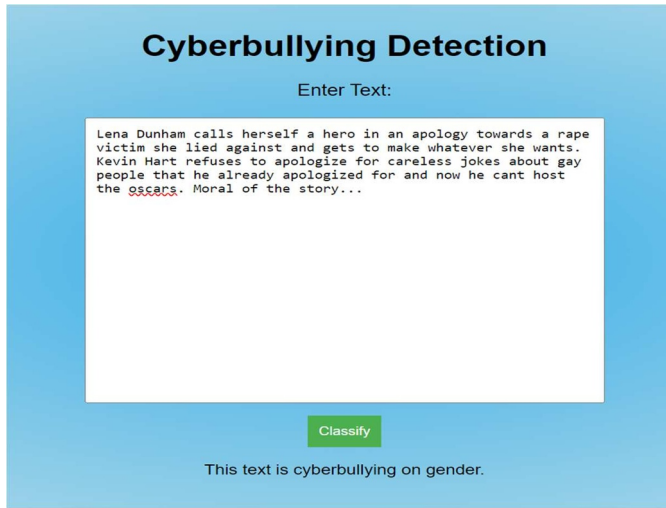 Cyberbullying Detection
Enter Text:
Lena Dunham calls herself a hero in an apology towards a rape
victim she lied against and gets to make whatever she wants.
Kevin Hart refuses to apologize for careless jokes about gay
people that he already apologized for and now he cant host
the oscars. Moral of the story...
Classify
This text is cyberbullying on gender.